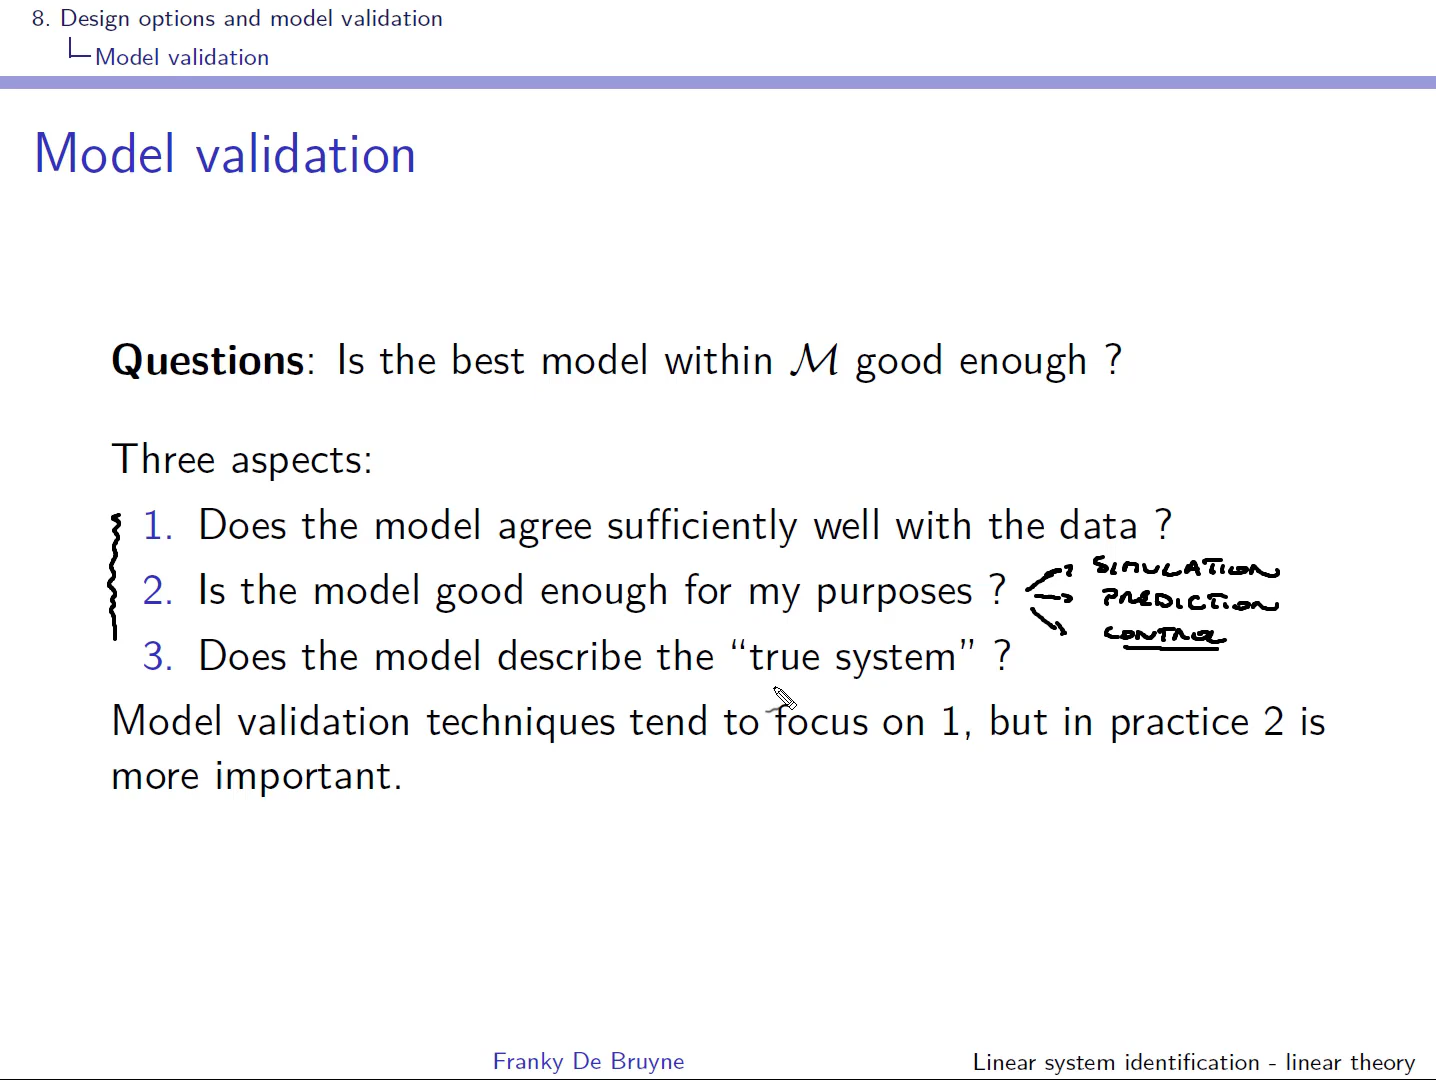 8. Design options and model validation
Model validation
Model validation
Questions: Is the best model within ℳ good enough ?
Three aspects:
1. Does the model agree sufficiently well with the data ?
2. Is the model good enough for my purposes ?
SIMULATION
PREDICTION
CONTROL
3. Does the model describe the “true system” ?
Model validation techniques tend to focus on 1, but in practice 2 is
more important.
Franky De Bruyne
Linear system identification - linear theory